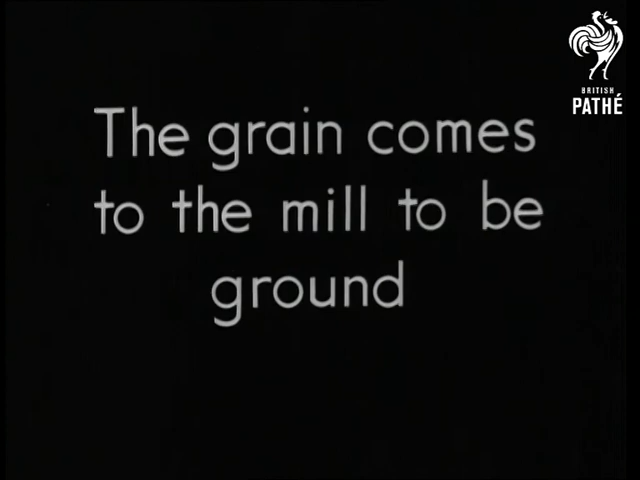 The grain comes
to the mill to be
ground
BRITISH
PATHÉ